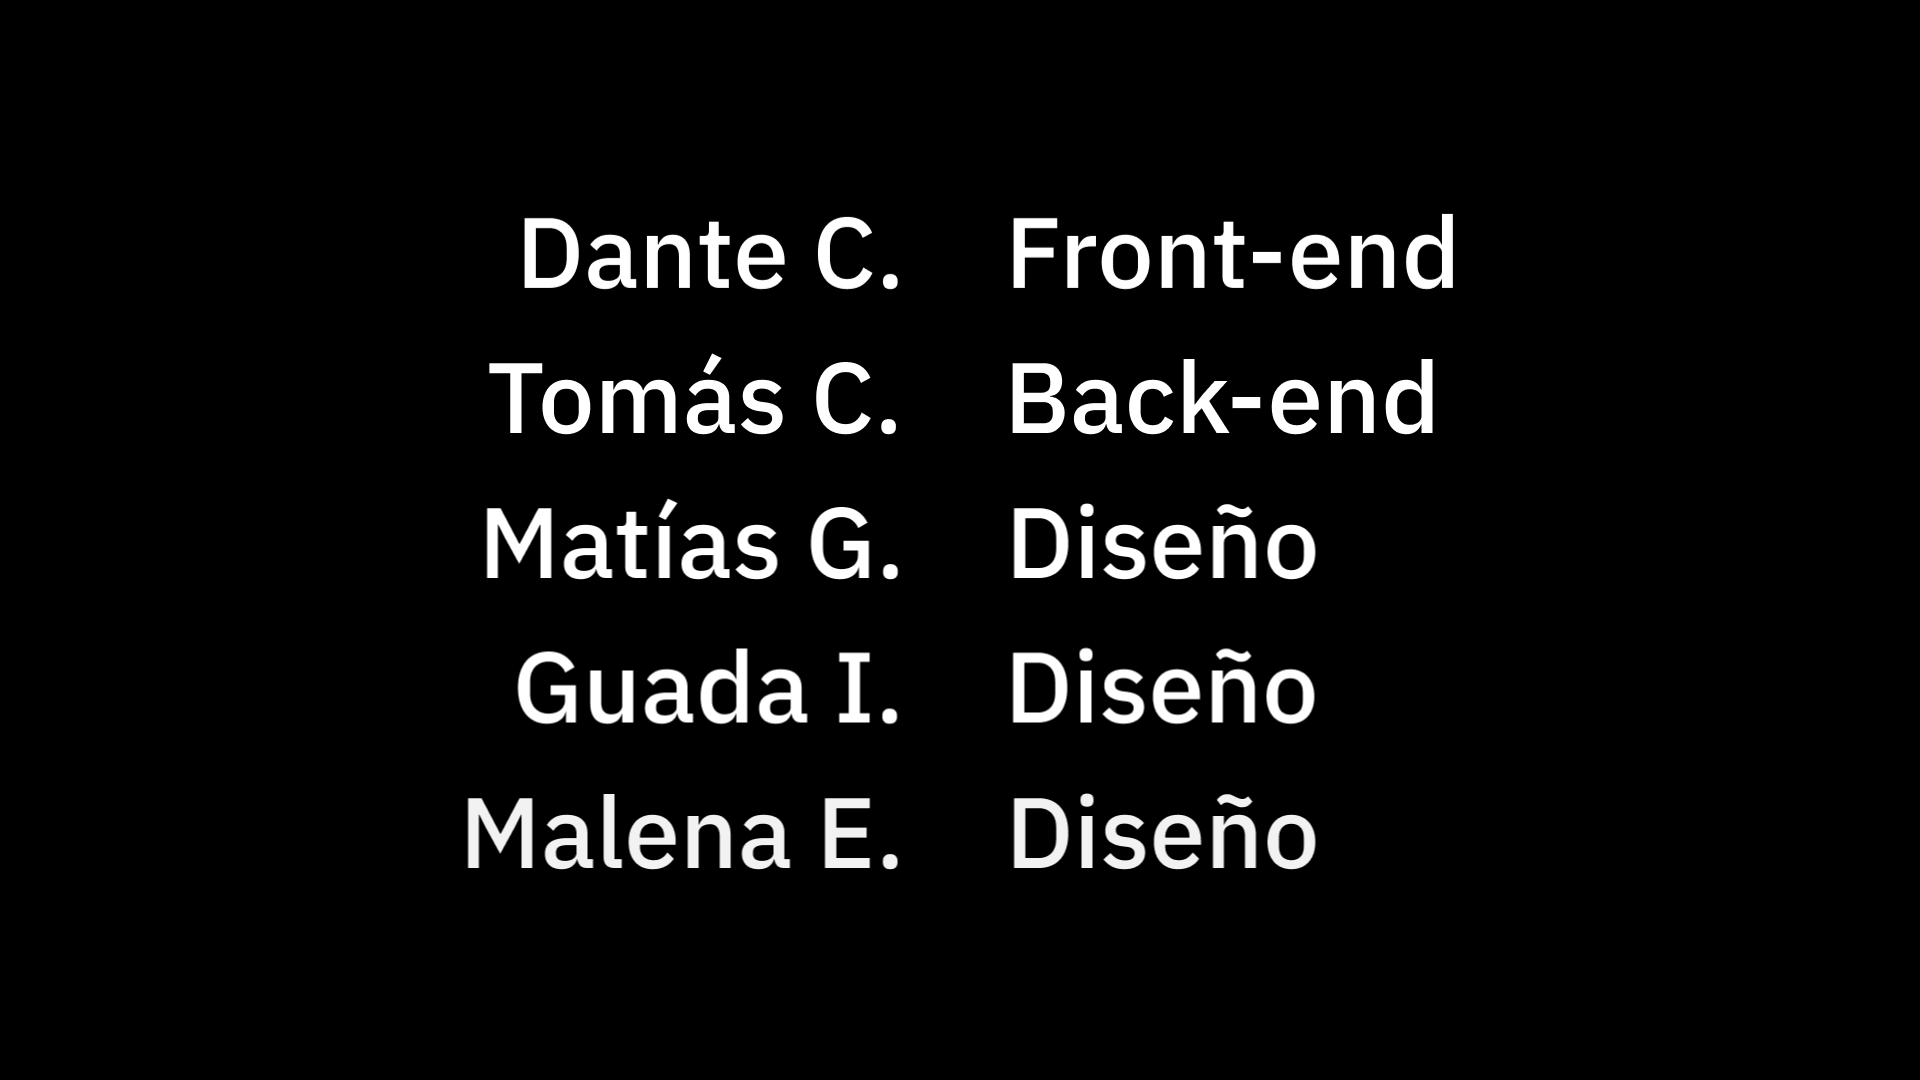 Dante C. Front-end
Tomás C. Back-end
Matías G. Diseño
Guada I. Diseño
Malena E. Diseño